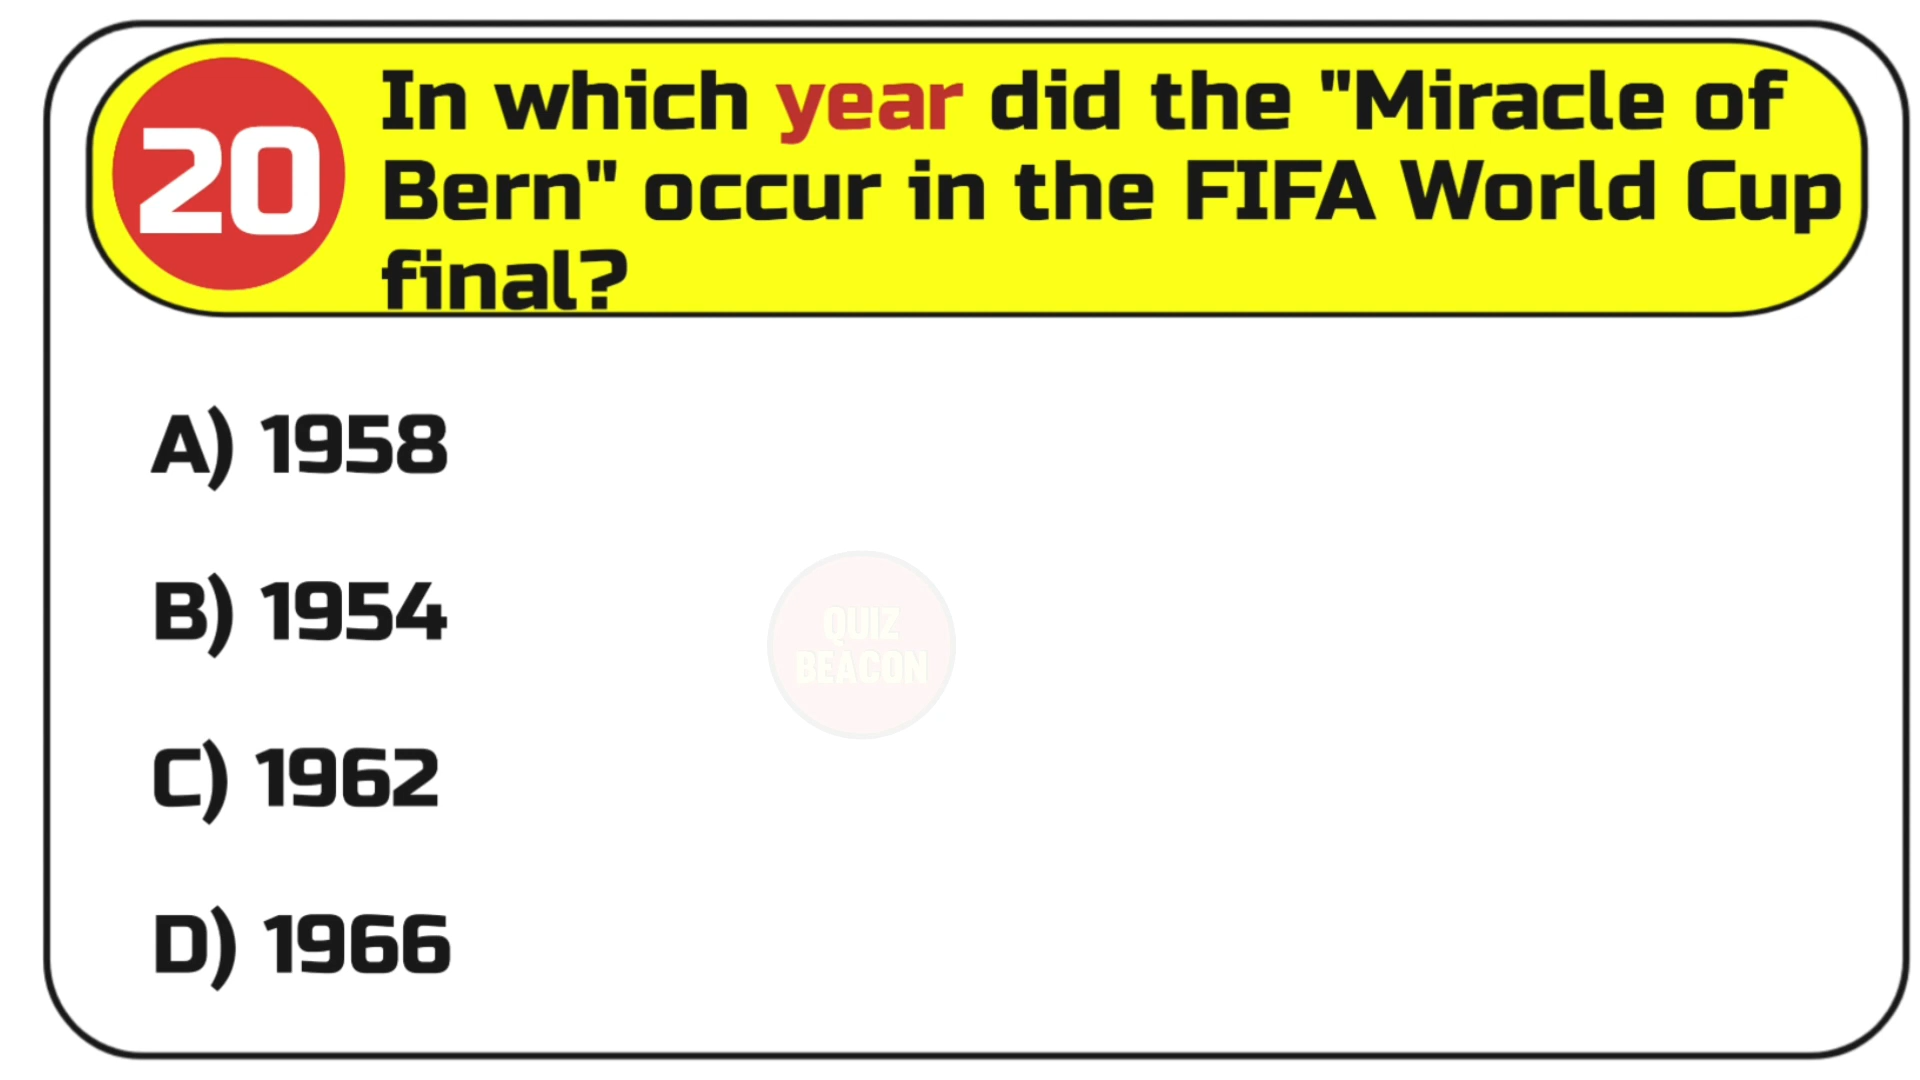 20
In which year did the "Miracle of
Bern" occur in the FIFA World Cup
final?
A) 1958
B) 1954
QUIZ
BEACON
C) 1962
D) 1966